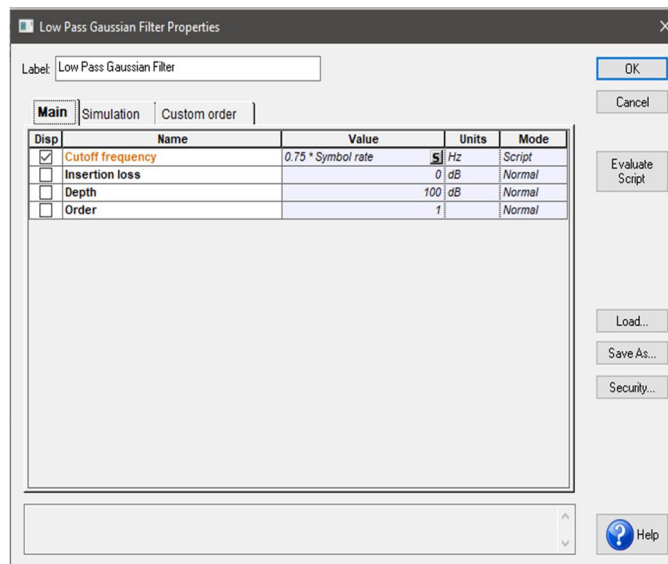 Low Pass Gaussian Filter Properties
Label: Low Pass Gaussian Filter
OK
Cancel
Main Simulation Custom order
Disp Name Value Units Mode
Cutoff frequency 0.75 * Symbol rate S Hz Script
Insertion loss 0 dB Normal
Depth 100 dB Normal
Order 1 Normal
Evaluate
Script
Load...
Save As...
Security...
? Help